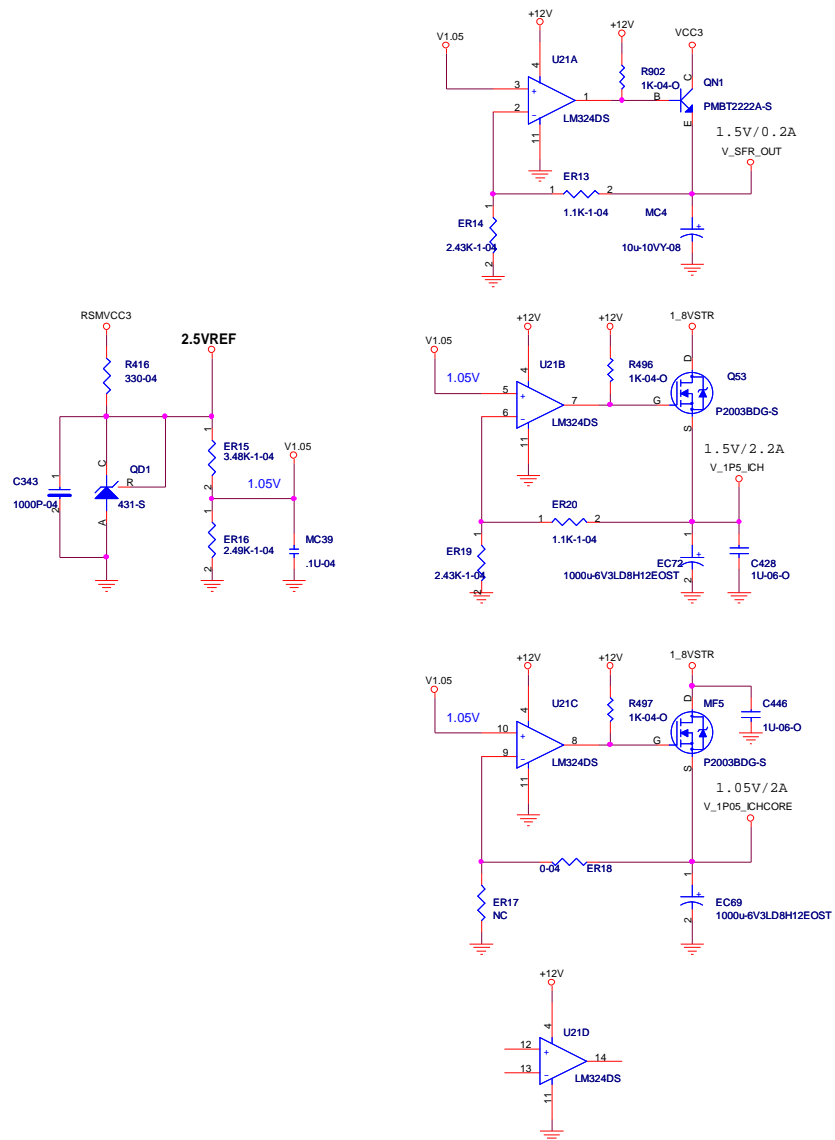 +12V
VCC3
V1.05
+12V
U21A
4
3
+
2
−
1
11
LM324DS
R902
1K-04-O
B
C
E
QN1
PMBT2222A-S
1.5V/0.2A
V_SFR_OUT
ER13
1
2
1.1K-1-04
ER14
1
2.43K-1-04
2
MC4
+
10u-10VY-08
RSMVCC3
R416
330-04
2.5VREF
C343
1
1000P-04
2
C
R
A
QD1
431-S
1
ER15
3.48K-1-04
2
V1.05
1.05V
1
ER16
2.49K-1-04
2
MC39
.1U-04
+12V
+12V
1_8VSTR
V1.05
1.05V
U21B
4
5
+
6
−
7
11
LM324DS
R496
1K-04-O
G
D
S
Q53
P2003BDG-S
1.5V/2.2A
V_1P5_ICH
ER20
1
2
1.1K-1-04
ER19
1
2.43K-1-04
2
EC72
1
+
1000u-6V3LD8H12EOST
2
C428
1U-06-O
+12V
+12V
1_8VSTR
V1.05
1.05V
U21C
4
10
+
9
−
8
11
LM324DS
R497
1K-04-O
G
D
S
MF5
P2003BDG-S
C446
1U-06-O
1.05V/2A
V_1P05_ICHCORE
0-04
ER18
ER17
NC
1
+
EC69
1000u-6V3LD8H12EOST
2
+12V
U21D
4
12
+
13
−
14
11
LM324DS